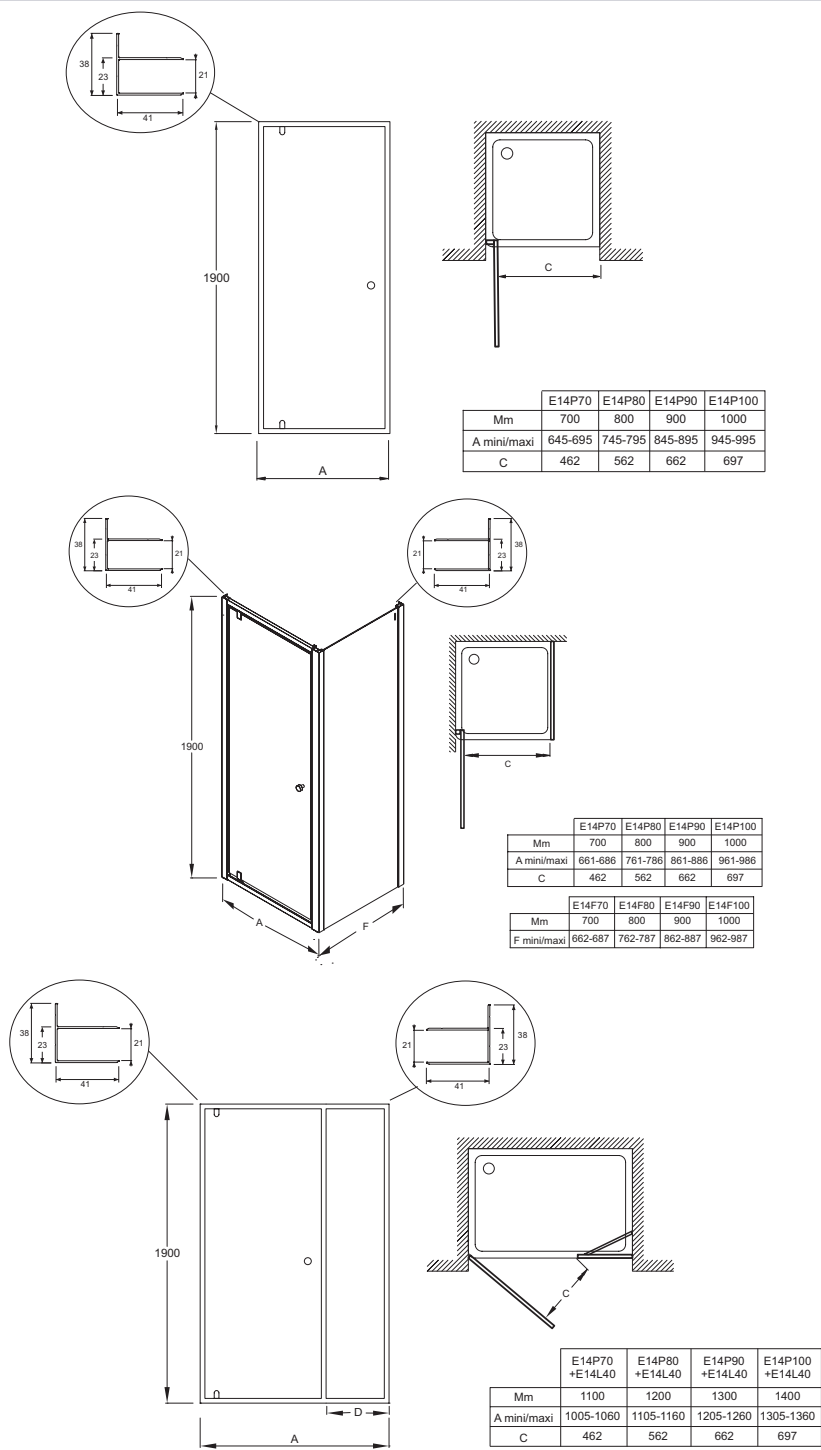 38
23
21
41
1900
A
C
E14P70 E14P80 E14P90 E14P100
Mm 700 800 900 1000
A mini/maxi 645-695 745-795 845-895 945-995
C 462 562 662 697
38
23
21
41
21
23
38
41
1900
A
F
C
E14P70 E14P80 E14P90 E14P100
Mm 700 800 900 1000
A mini/maxi 661-686 761-786 861-886 961-986
C 462 562 662 697
E14F70 E14F80 E14F90 E14F100
Mm 700 800 900 1000
F mini/maxi 662-687 762-787 862-887 962-987
38
23
21
41
21
23
38
41
1900
D
A
C
E14P70 E14P80 E14P90 E14P100
+E14L40 +E14L40 +E14L40 +E14L40
Mm 1100 1200 1300 1400
A mini/maxi 1005-1060 1105-1160 1205-1260 1305-1360
C 462 562 662 697